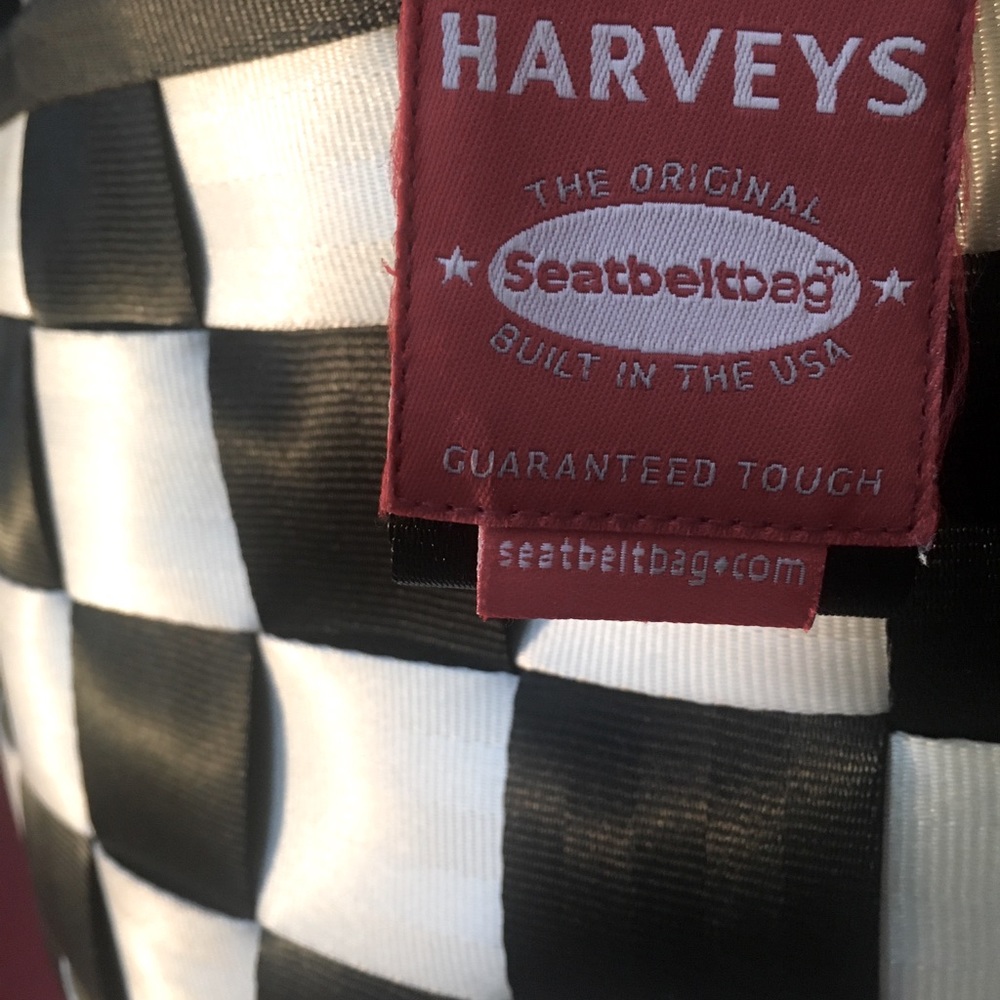 HARVEYS
THE ORIGINAL
Seatbeltbag™
BUILT IN THE USA
GUARANTEED TOUGH
seatbeltbag•com